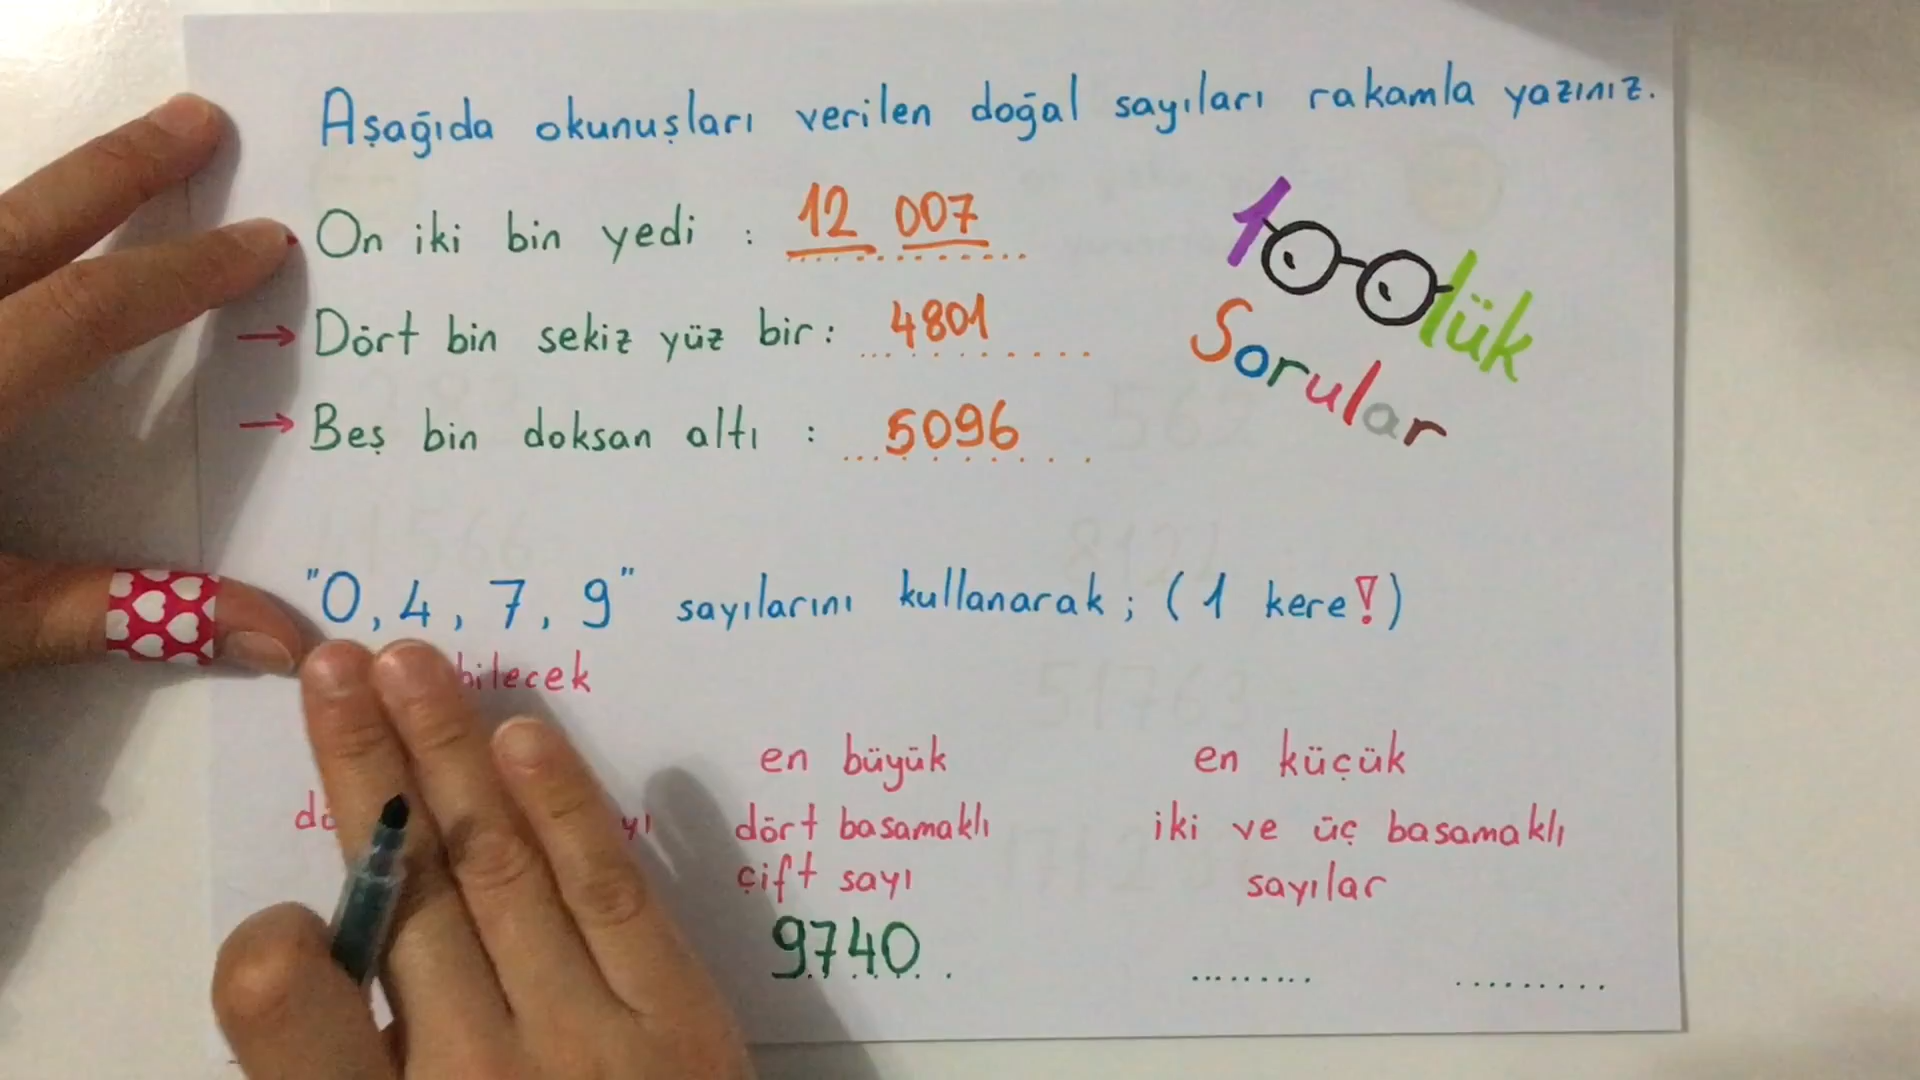 Aşağıda okunuşları verilen doğal sayıları rakamla yazınız.
On iki bin yedi : 12 007
Dört bin sekiz yüz bir: 4801
Beş bin doksan altı : 5096
100lük
Sorular
"0, 4, 7, 9" sayılarını kullanarak; (1 kere!)
en büyük
dört basamaklı
çift sayı
9740
en küçük
iki ve üç basamaklı
sayılar